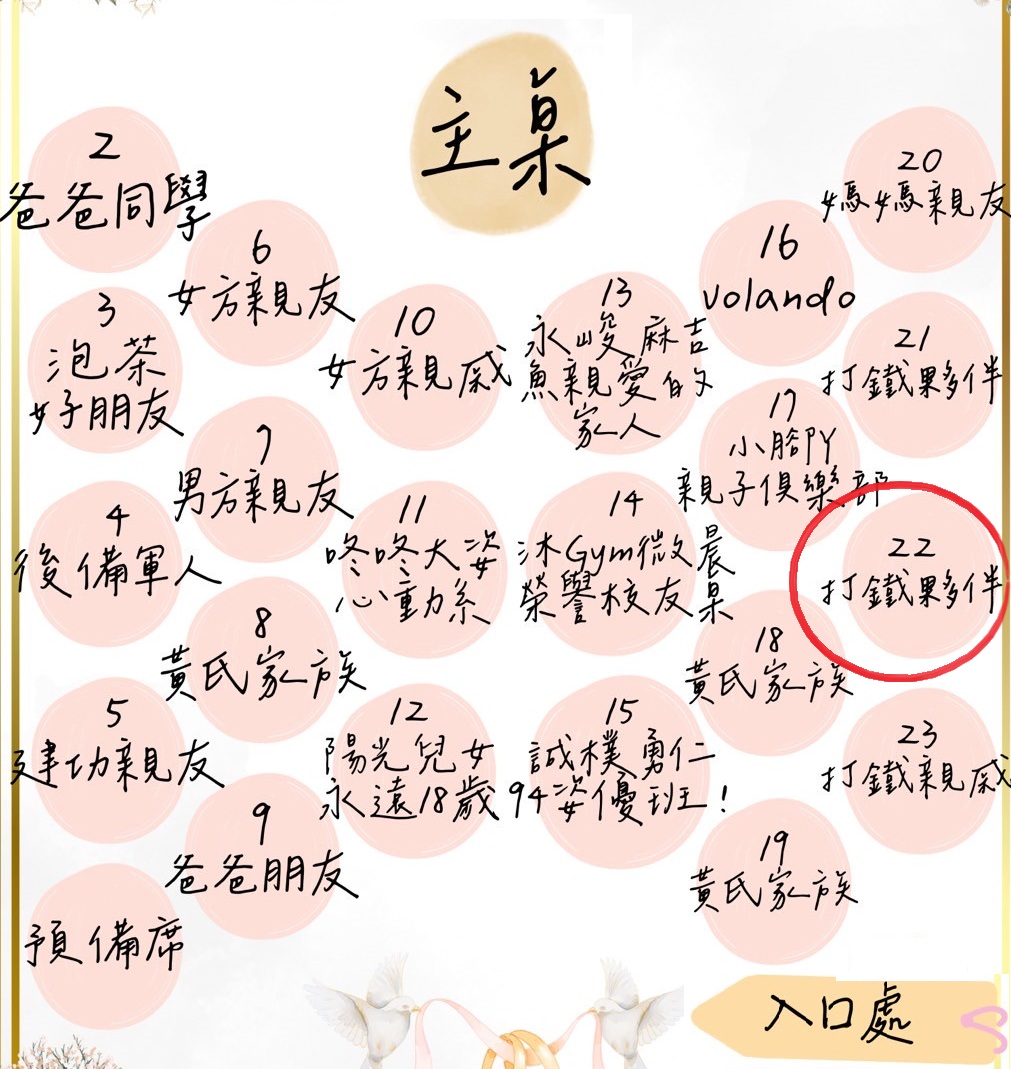 主桌
2
爸爸同學
3
泡茶
好子朋友
4
後備軍人
5
建功親友
預備席
6
女方親友
7
男方親友
8
黃氏家族
9
爸爸朋友
10
女方親戚
11
咚咚大姿
心動系
12
陽光兒女
永遠18歲
13
永峻麻吉
魚親愛的
家人
14
沐Gym微晨
榮譽校友桌
15
誠樸勇仁
94姿優班!
16
volando
17
小腳丫
親子俱樂部
18
黃氏家族
19
黃氏家族
20
媽媽親友
21
打鐵夥伴
22
打鐵夥伴
23
打鐵親戚
入口處